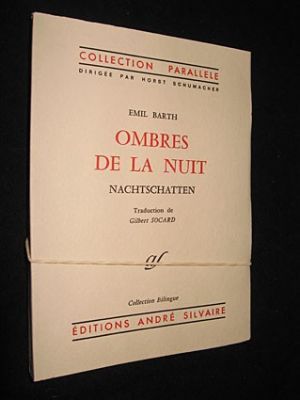 COLLECTION PARALLELE
DIRIGÉE PAR HORST SCHUMACHER
EMIL BARTH
OMBRES
DE LA NUIT
NACHTSCHATTEN
Traduction de
Gilbert SOCARD
Collection Bilingue
ÉDITIONS ANDRÉ SILVAIRE